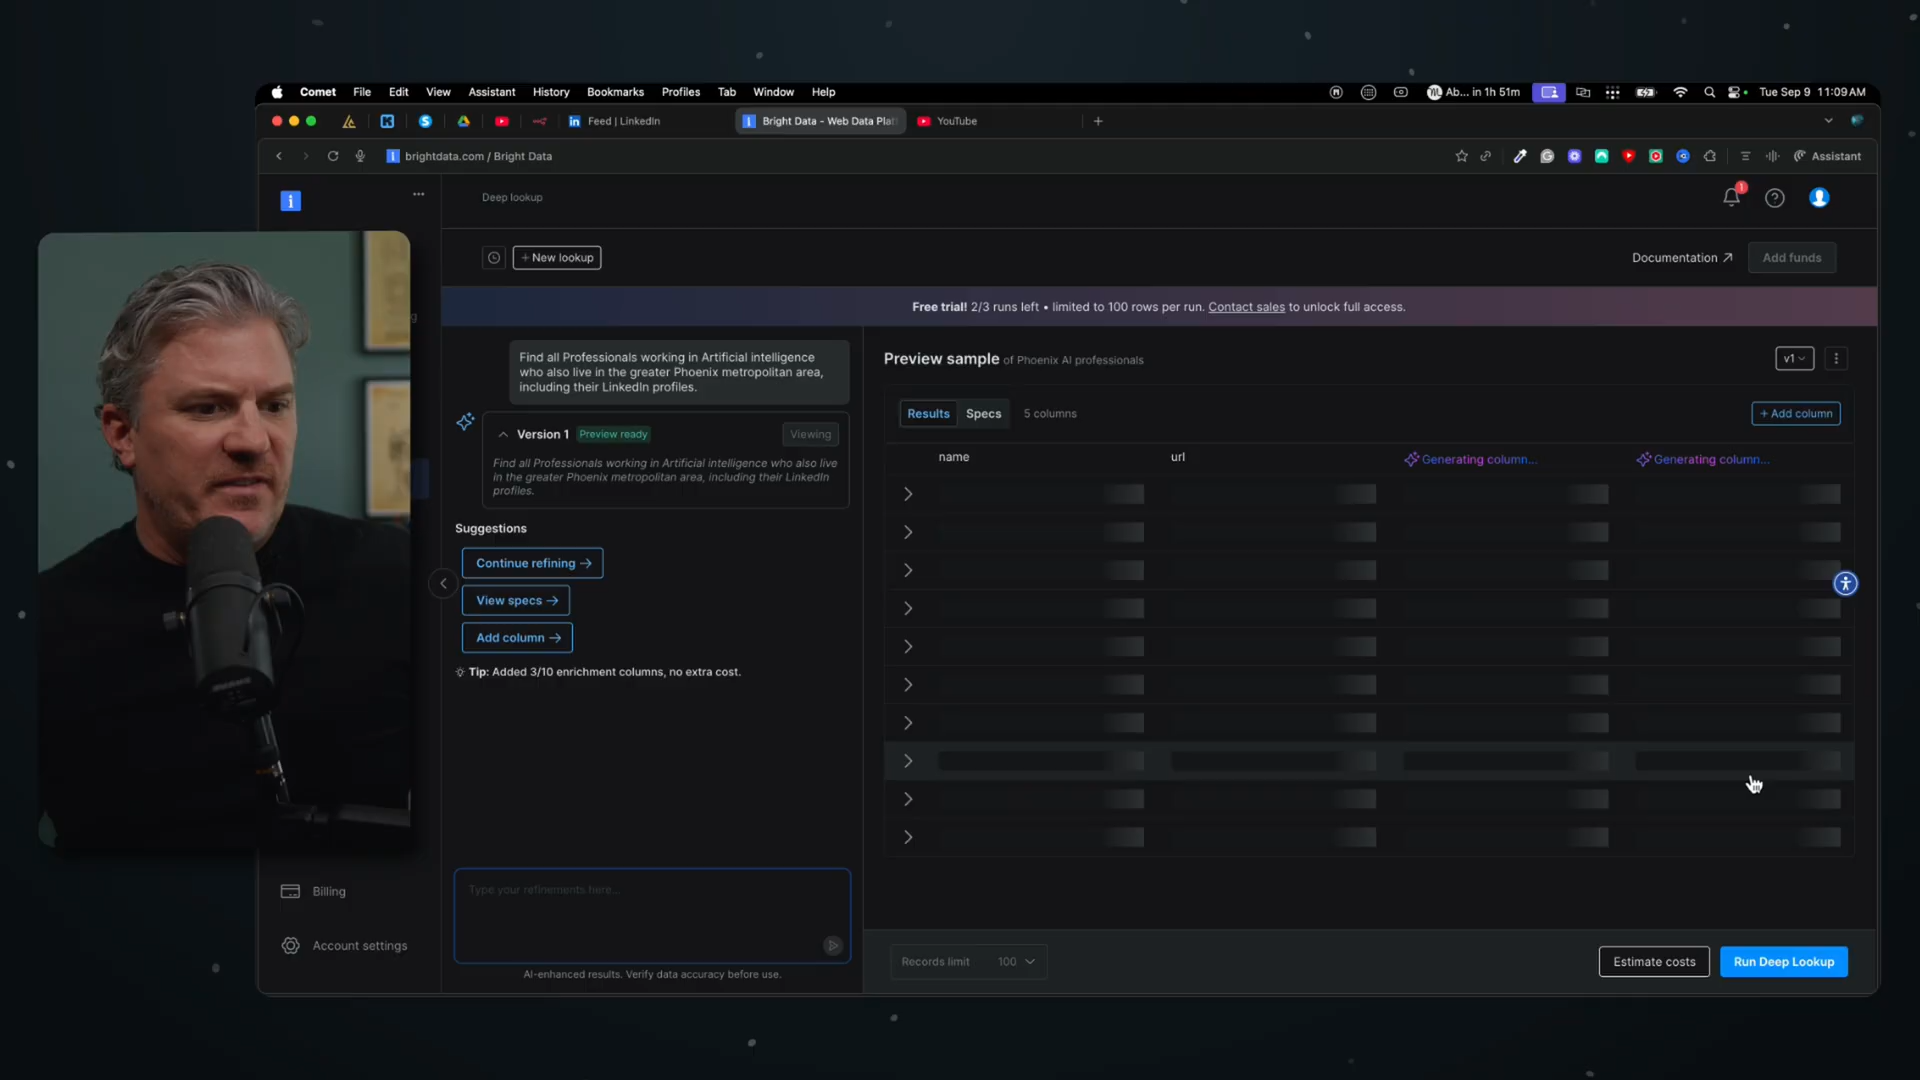 Comet File Edit View Assistant History Bookmarks Profiles Tab Window Help
Ab... in 1h 51m
Tue Sep 9 11:09 AM
Feed | LinkedIn
Bright Data - Web Data Plat
YouTube
brightdata.com / Bright Data
Assistant
Deep lookup
1
+ New lookup
Documentation
Add funds
Free trial! 2/3 runs left • limited to 100 rows per run. Contact sales to unlock full access.
Find all Professionals working in Artificial intelligence
who also live in the greater Phoenix metropolitan area,
including their LinkedIn profiles.
Version 1 Preview ready
Viewing
Find all Professionals working in Artificial intelligence who also live
in the greater Phoenix metropolitan area, including their LinkedIn
profiles.
Suggestions
Continue refining →
View specs →
Add column →
Tip: Added 3/10 enrichment columns, no extra cost.
Type your refinements here...
AI-enhanced results. Verify data accuracy before use.
Billing
Account settings
Preview sample of Phoenix AI professionals
v1
Results Specs 5 columns
+ Add column
name url Generating column... Generating column...
Records limit 100
Estimate costs
Run Deep Lookup